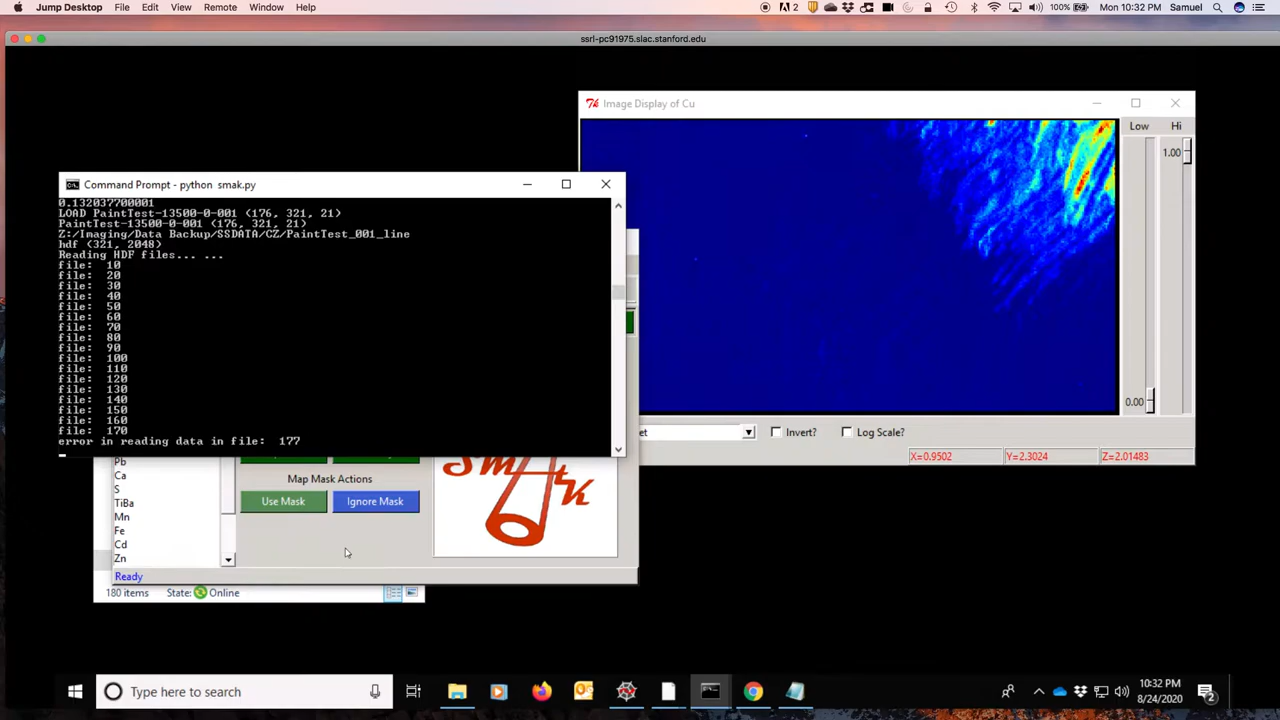 Jump Desktop File Edit View Remote Window Help
2 100% Mon 10:32 PM Samuel
ssrl-pc91975.slac.stanford.edu
Image Display of Cu
Low Hi
1.00
0.00
Invert? Log Scale?
X=0.9502 Y=2.3024 Z=2.01483
Command Prompt - python smak.py
0.132037700001
LOAD PaintTest-13500-0-001 (176, 321, 21)
PaintTest-13500-0-001 (176, 321, 21)
Z:/Imaging/Data Backup/SSDATA/CZ/PaintTest_001_line
hdf (321, 2048)
Reading HDF files... ...
file: 10
file: 20
file: 30
file: 40
file: 50
file: 60
file: 70
file: 80
file: 90
file: 100
file: 110
file: 120
file: 130
file: 140
file: 150
file: 160
file: 170
error in reading data in file: 177
Pb
Ca
S
TiBa
Mn
Fe
Cd
Zn
Map Mask Actions
Use Mask Ignore Mask
smAk
Ready
180 items State: Online
Type here to search
10:32 PM
8/24/2020
2